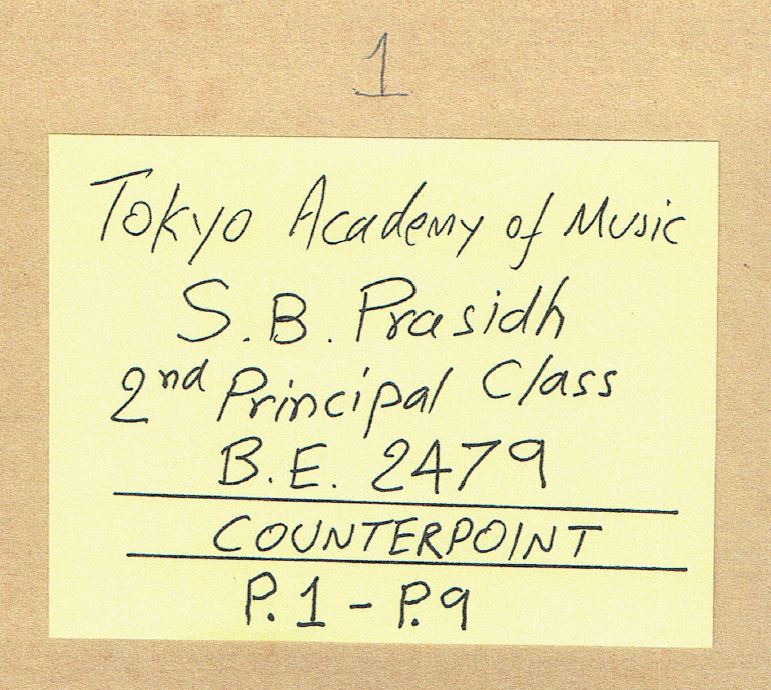 1
Tokyo Academy of Music
S.B. Prasidh
2nd Principal Class
B.E. 2479
COUNTERPOINT
P.1 - P.9